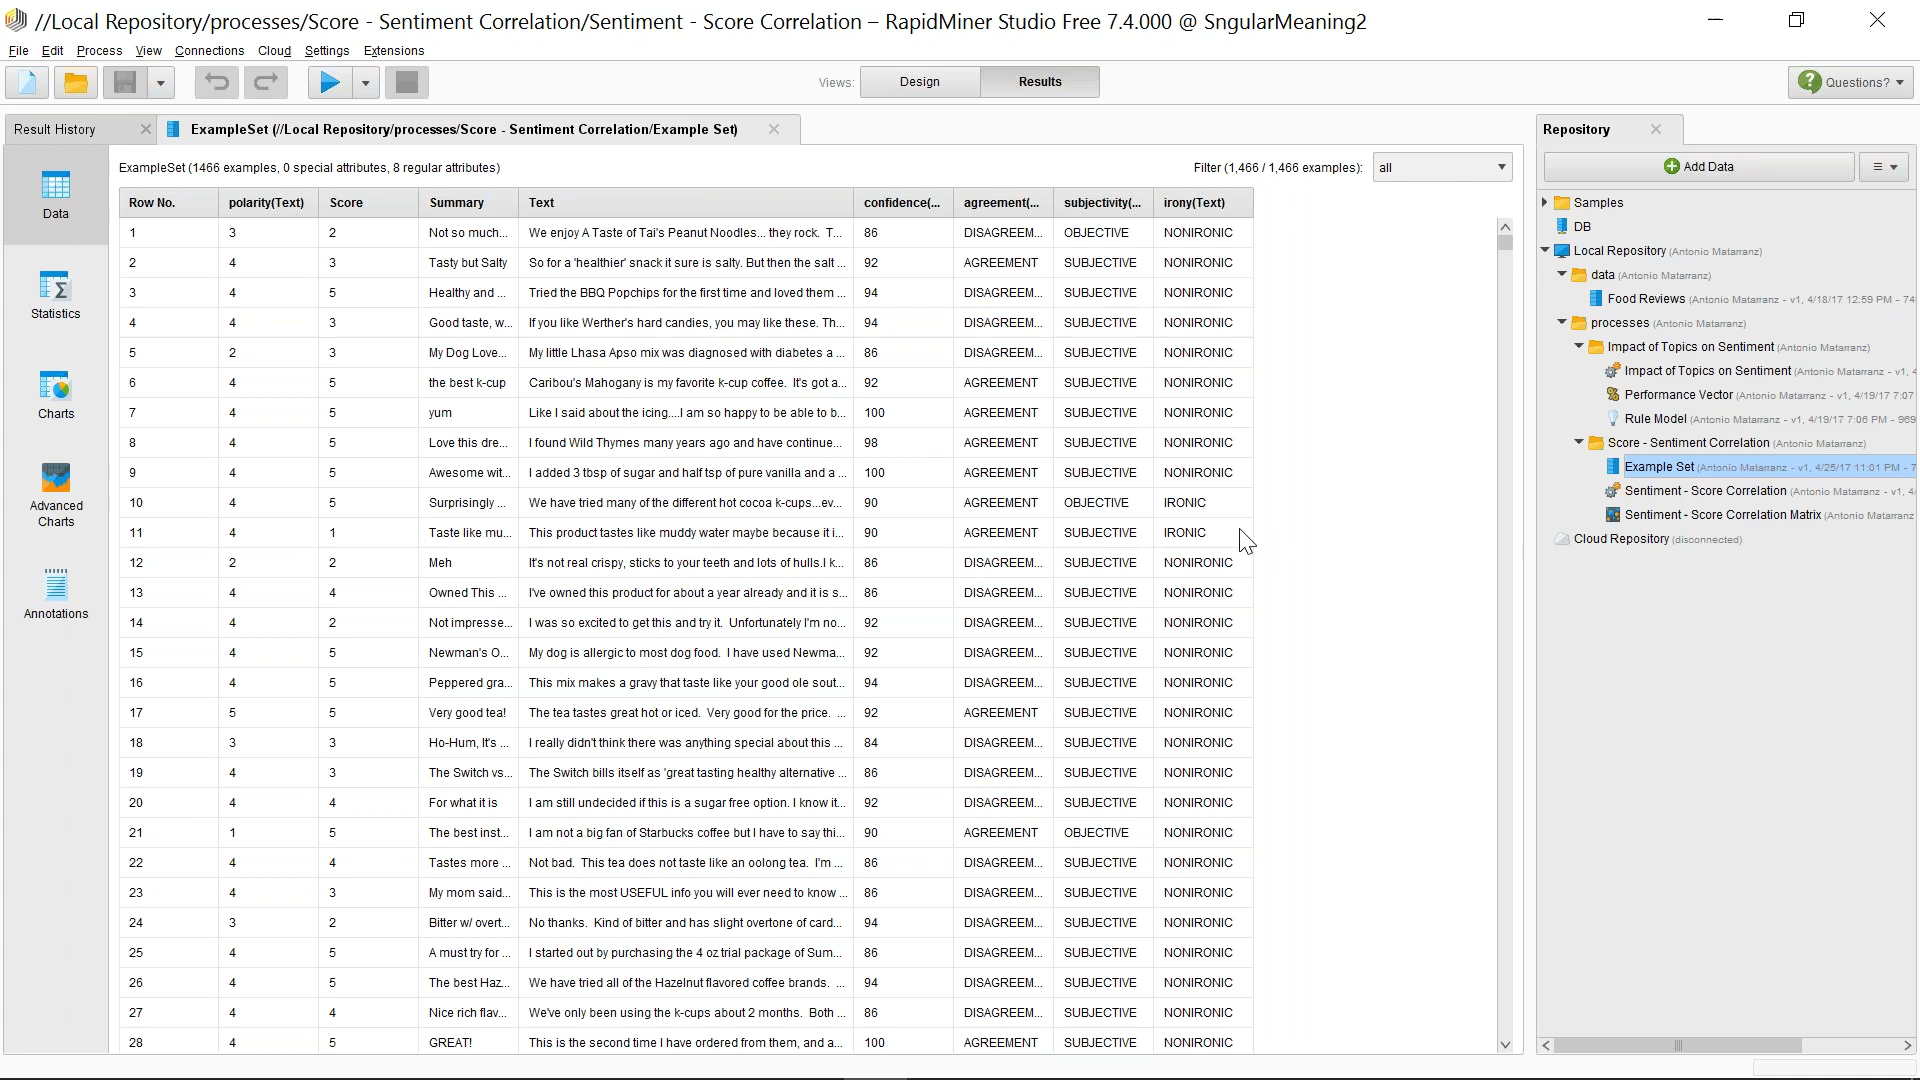 //Local Repository/processes/Score - Sentiment Correlation/Sentiment - Score Correlation – RapidMiner Studio Free 7.4.000 @ SngularMeaning2
File Edit Process View Connections Cloud Settings Extensions
Views: Design Results Questions?
Result History ExampleSet (//Local Repository/processes/Score - Sentiment Correlation/Example Set)
Data
Statistics
Charts
Advanced
Charts
Annotations
ExampleSet (1466 examples, 0 special attributes, 8 regular attributes) Filter (1,466 / 1,466 examples): all
Row No. polarity(Text) Score Summary Text confidence(... agreement(... subjectivity(... irony(Text)
1 3 2 Not so much... We enjoy A Taste of Tai's Peanut Noodles... they rock. T... 86 DISAGREEM... OBJECTIVE NONIRONIC
2 4 3 Tasty but Salty So for a 'healthier' snack it sure is salty. But then the salt ... 92 AGREEMENT SUBJECTIVE NONIRONIC
3 4 5 Healthy and ... Tried the BBQ Popchips for the first time and loved them ... 94 DISAGREEM... SUBJECTIVE NONIRONIC
4 4 3 Good taste, w... If you like Werther's hard candies, you may like these. Th... 94 DISAGREEM... SUBJECTIVE NONIRONIC
5 2 3 My Dog Love... My little Lhasa Apso mix was diagnosed with diabetes a ... 86 DISAGREEM... SUBJECTIVE NONIRONIC
6 4 5 the best k-cup Caribou's Mahogany is my favorite k-cup coffee. It's got a... 92 AGREEMENT SUBJECTIVE NONIRONIC
7 4 5 yum Like I said about the icing....I am so happy to be able to b... 100 AGREEMENT SUBJECTIVE NONIRONIC
8 4 5 Love this dre... I found Wild Thymes many years ago and have continue... 98 AGREEMENT SUBJECTIVE NONIRONIC
9 4 5 Awesome wit... I added 3 tbsp of sugar and half tsp of pure vanilla and a ... 100 AGREEMENT SUBJECTIVE NONIRONIC
10 4 5 Surprisingly ... We have tried many of the different hot cocoa k-cups...ev... 90 AGREEMENT OBJECTIVE IRONIC
11 4 1 Taste like mu... This product tastes like muddy water maybe because it i... 90 AGREEMENT SUBJECTIVE IRONIC
12 2 2 Meh It's not real crispy, sticks to your teeth and lots of hulls.I k... 86 DISAGREEM... SUBJECTIVE NONIRONIC
13 4 4 Owned This ... I've owned this product for about a year already and it is s... 86 DISAGREEM... SUBJECTIVE NONIRONIC
14 4 2 Not impresse... I was so excited to get this and try it. Unfortunately I'm no... 92 DISAGREEM... SUBJECTIVE NONIRONIC
15 4 5 Newman's O... My dog is allergic to most dog food. I have used Newma... 92 DISAGREEM... SUBJECTIVE NONIRONIC
16 4 5 Peppered gra... This mix makes a gravy that taste like your good ole sout... 94 DISAGREEM... SUBJECTIVE NONIRONIC
17 5 5 Very good tea! The tea tastes great hot or iced. Very good for the price. ... 92 AGREEMENT SUBJECTIVE NONIRONIC
18 3 3 Ho-Hum, It's ... I really didn't think there was anything special about this ... 84 DISAGREEM... SUBJECTIVE NONIRONIC
19 4 3 The Switch vs... The Switch bills itself as 'great tasting healthy alternative ... 86 DISAGREEM... SUBJECTIVE NONIRONIC
20 4 4 For what it is I am still undecided if this is a sugar free option. I know it... 92 DISAGREEM... SUBJECTIVE NONIRONIC
21 1 5 The best inst... I am not a big fan of Starbucks coffee but I have to say thi... 90 AGREEMENT OBJECTIVE NONIRONIC
22 4 4 Tastes more ... Not bad. This tea does not taste like an oolong tea. I'm ... 86 DISAGREEM... SUBJECTIVE NONIRONIC
23 4 3 My mom said... This is the most USEFUL info you will ever need to know ... 86 DISAGREEM... SUBJECTIVE NONIRONIC
24 3 2 Bitter w/ overt... No thanks. Kind of bitter and has slight overtone of card... 94 DISAGREEM... SUBJECTIVE NONIRONIC
25 4 5 A must try for ... I started out by purchasing the 4 oz trial package of Sum... 86 DISAGREEM... SUBJECTIVE NONIRONIC
26 4 5 The best Haz... We have tried all of the Hazelnut flavored coffee brands. ... 94 DISAGREEM... SUBJECTIVE NONIRONIC
27 4 4 Nice rich flav... We've only been using the k-cups about 2 months. Both ... 86 DISAGREEM... SUBJECTIVE NONIRONIC
28 4 5 GREAT! This is the second time I have ordered from them, and a... 100 AGREEMENT SUBJECTIVE NONIRONIC
Repository
Add Data
Samples
DB
Local Repository (Antonio Matarranz)
data (Antonio Matarranz)
Food Reviews (Antonio Matarranz - v1, 4/18/17 12:59 PM - 74
processes (Antonio Matarranz)
Impact of Topics on Sentiment (Antonio Matarranz)
Impact of Topics on Sentiment (Antonio Matarranz - v1, 4
Performance Vector (Antonio Matarranz - v1, 4/19/17 7:07
Rule Model (Antonio Matarranz - v1, 4/19/17 7:06 PM - 969
Score - Sentiment Correlation (Antonio Matarranz)
Example Set (Antonio Matarranz - v1, 4/25/17 11:01 PM - 7
Sentiment - Score Correlation (Antonio Matarranz - v1, 4/
Sentiment - Score Correlation Matrix (Antonio Matarranz
Cloud Repository (disconnected)